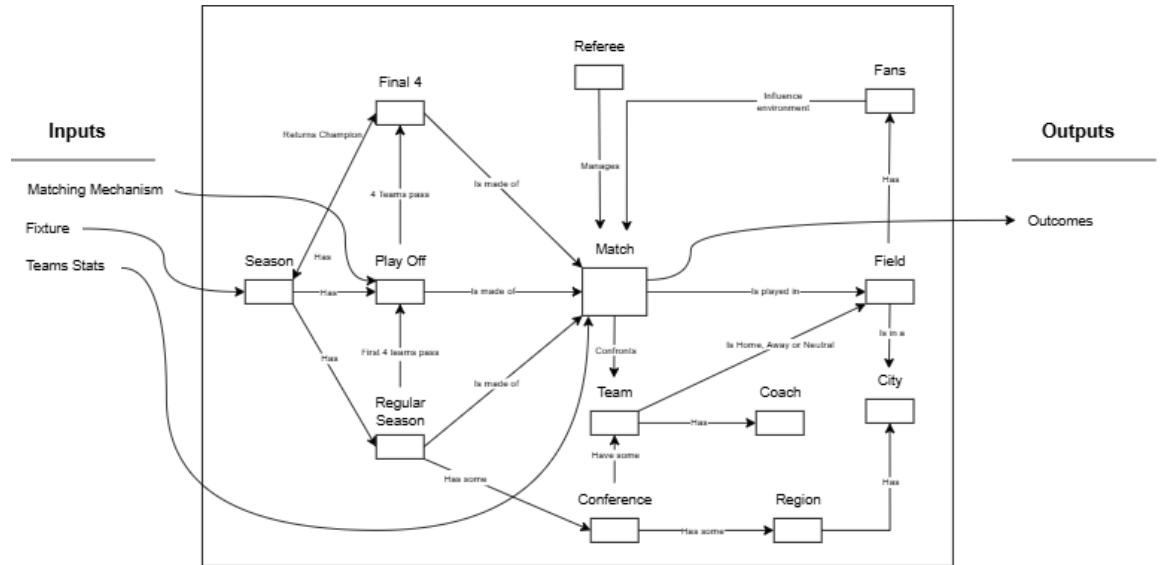 Inputs
Matching Mechanism
Fixture
Teams Stats
Referee
Final 4
Fans
Influence
environment
Returns Champion
Outputs
Manages
4 Teams pass
Is made of
Has
Outcomes
Has
Season
Play Off
Match
Field
Has
Is made of
Is played in
Has
First 4 teams pass
Confronts
Is Home, Away or Neutral
Is in a
Is made of
Regular
Season
Team
Coach
City
Has
Has some
Have some
Has
Conference
Region
Has some